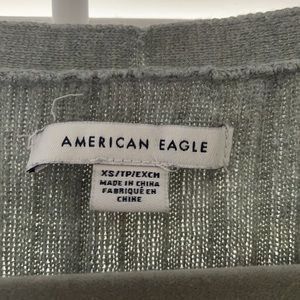 AMERICAN EAGLE
XS/TP/EXCH
MADE IN CHINA
FABRIQUÉ EN
CHINE